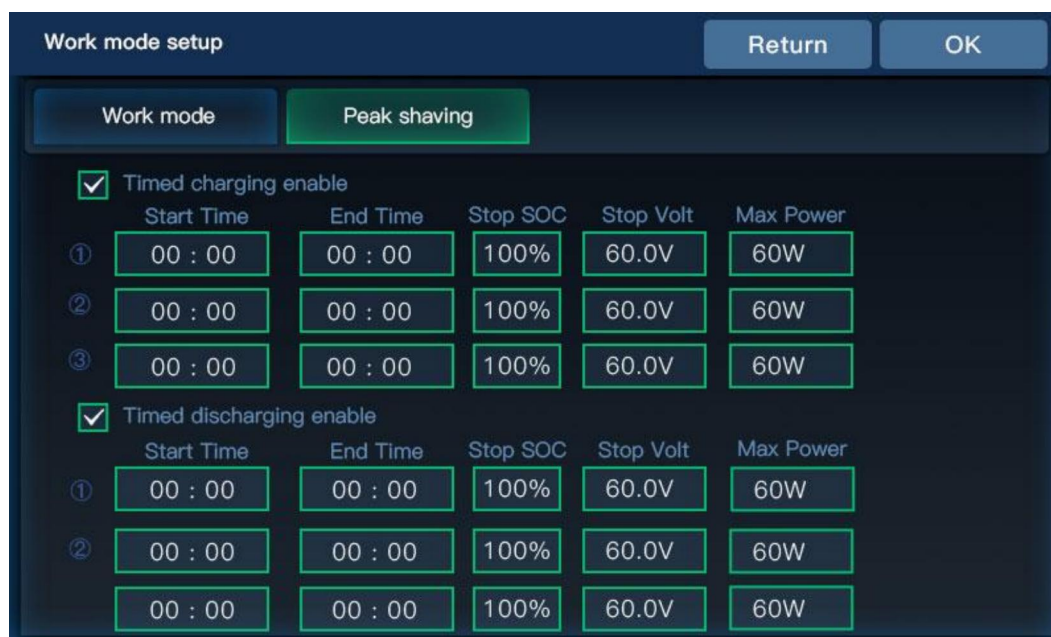 Work mode setup Return OK
Work mode Peak shaving
Timed charging enable
Start Time End Time Stop SOC Stop Volt Max Power
① 00 : 00 00 : 00 100% 60.0V 60W
② 00 : 00 00 : 00 100% 60.0V 60W
③ 00 : 00 00 : 00 100% 60.0V 60W
Timed discharging enable
Start Time End Time Stop SOC Stop Volt Max Power
① 00 : 00 00 : 00 100% 60.0V 60W
② 00 : 00 00 : 00 100% 60.0V 60W
00 : 00 00 : 00 100% 60.0V 60W